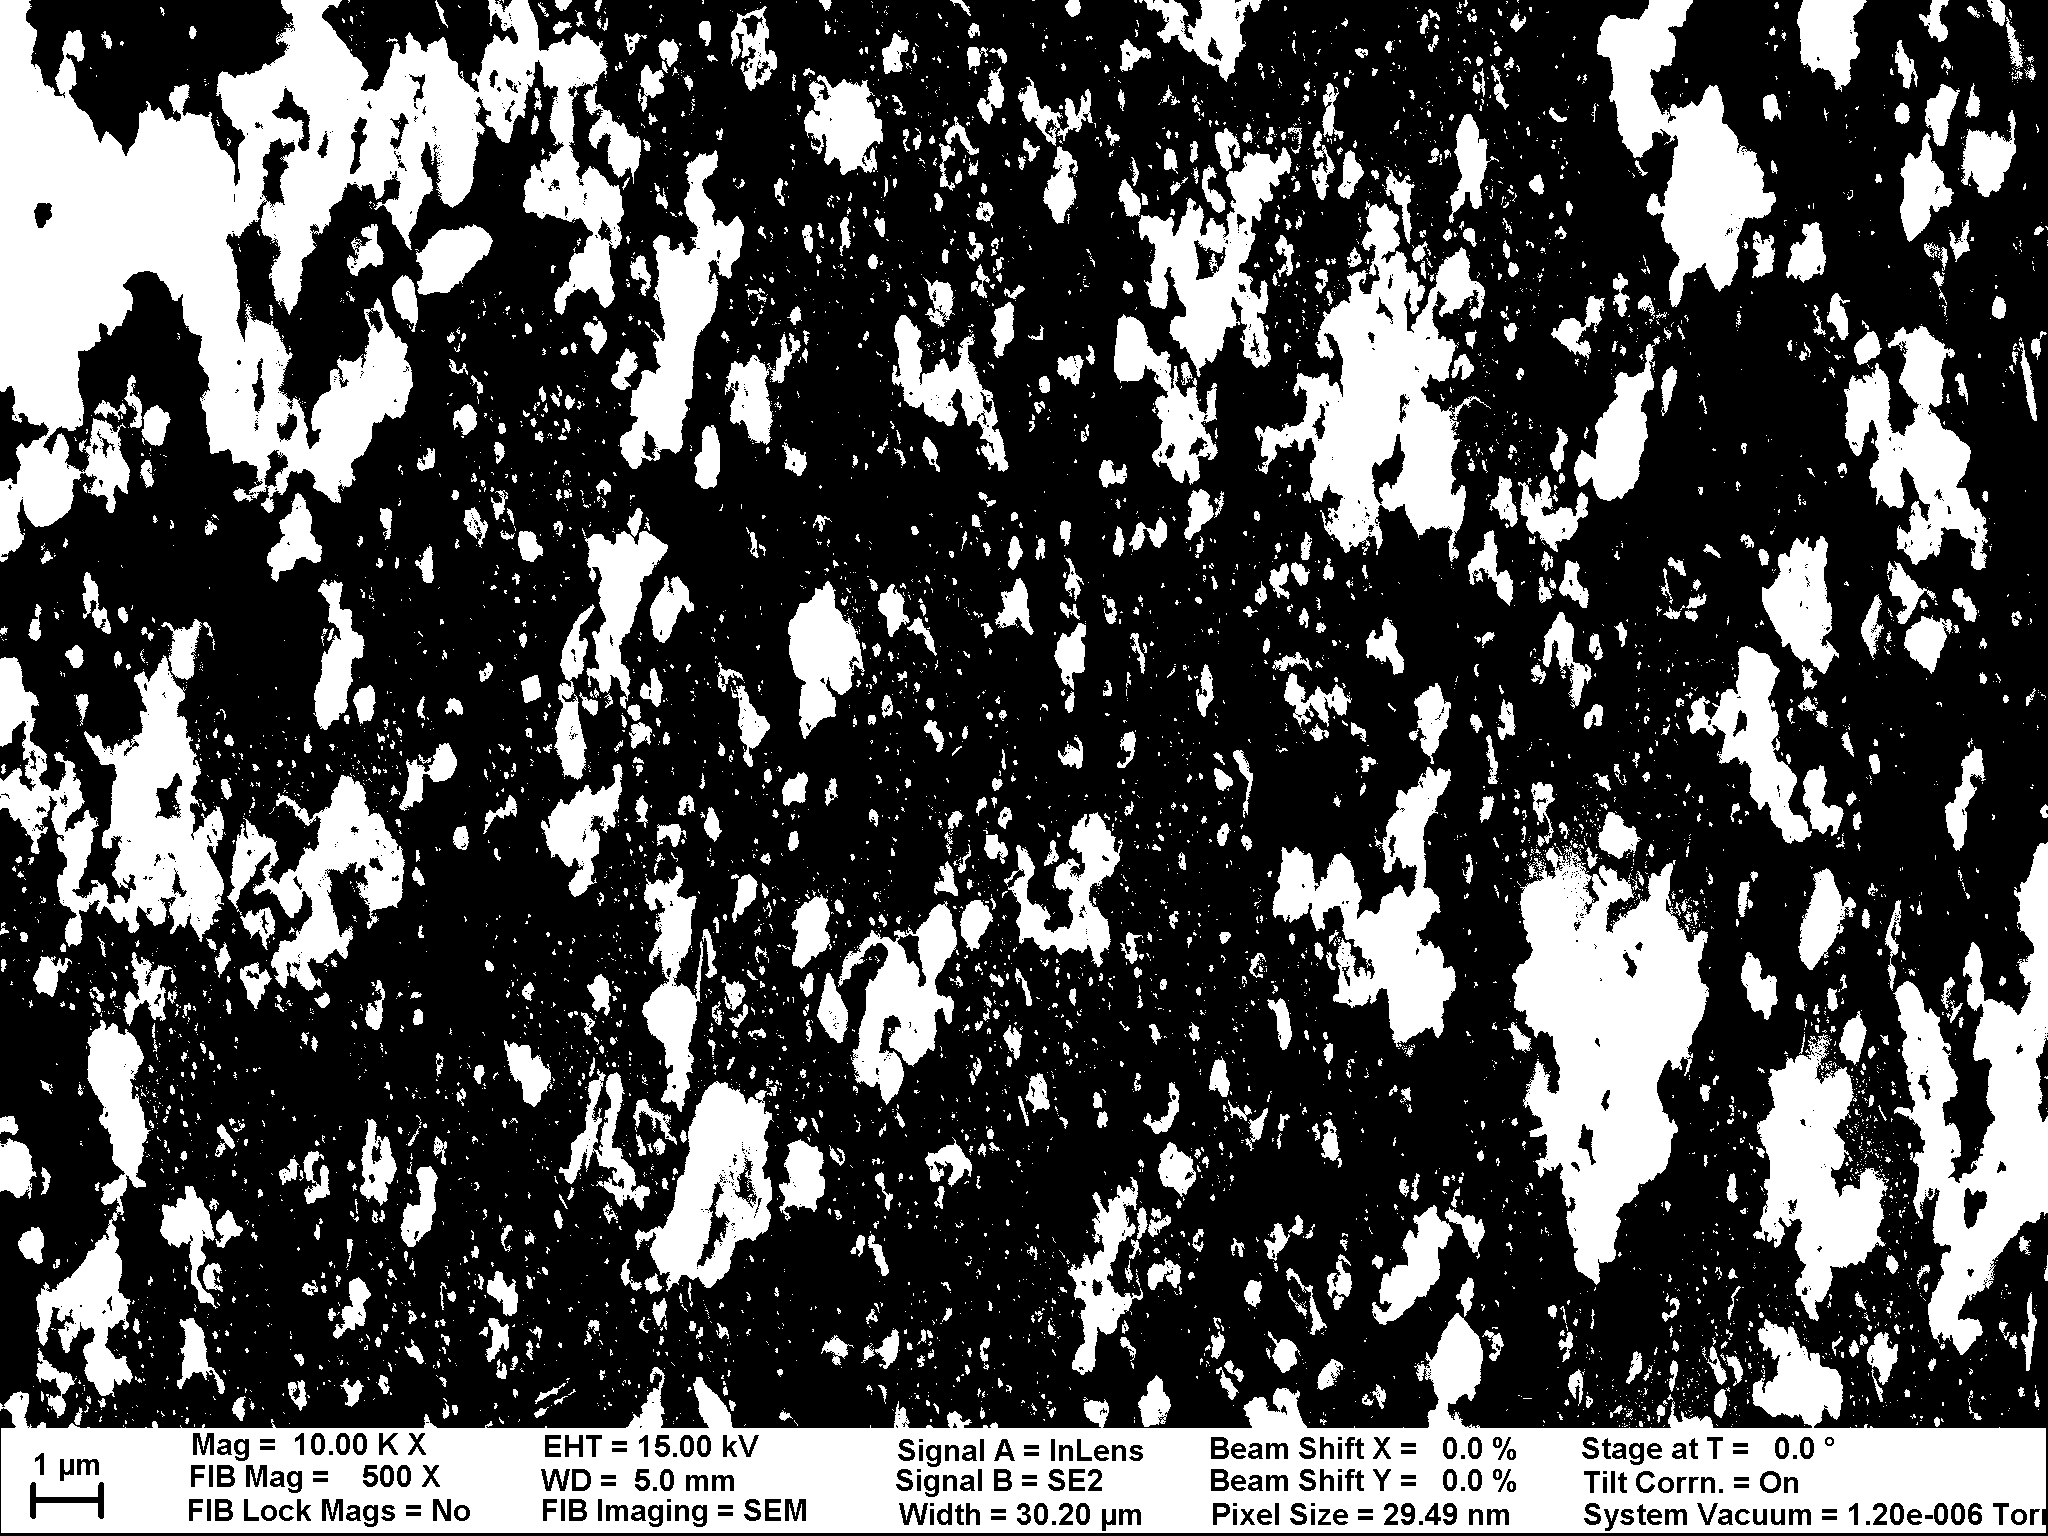 1 µm
Mag = 10.00 K X
FIB Mag = 500 X
FIB Lock Mags = No
EHT = 15.00 kV
WD = 5.0 mm
FIB Imaging = SEM
Signal A = InLens
Signal B = SE2
Width = 30.20 µm
Beam Shift X = 0.0 %
Beam Shift Y = 0.0 %
Pixel Size = 29.49 nm
Stage at T = 0.0 °
Tilt Corrn. = On
System Vacuum = 1.20e-006 Torr